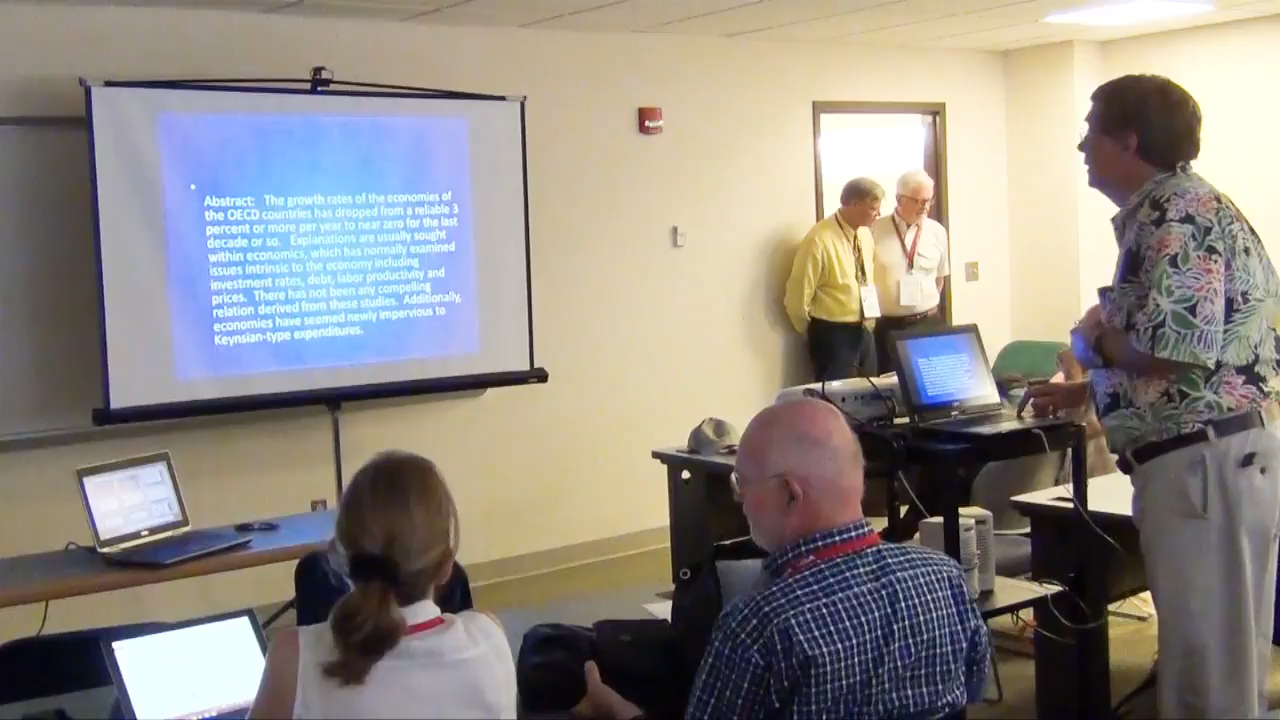 Abstract: The growth rates of the economies of
the OECD countries has dropped from a reliable 3
percent or more per year to near zero for the last
decade or so. Explanations are usually sought
within economics, which has normally examined
issues intrinsic to the economy including
investment rates, debt, labor productivity and
prices. There has not been any compelling
relation derived from these studies. Additionally,
economies have seemed newly impervious to
Keynsian-type expenditures.